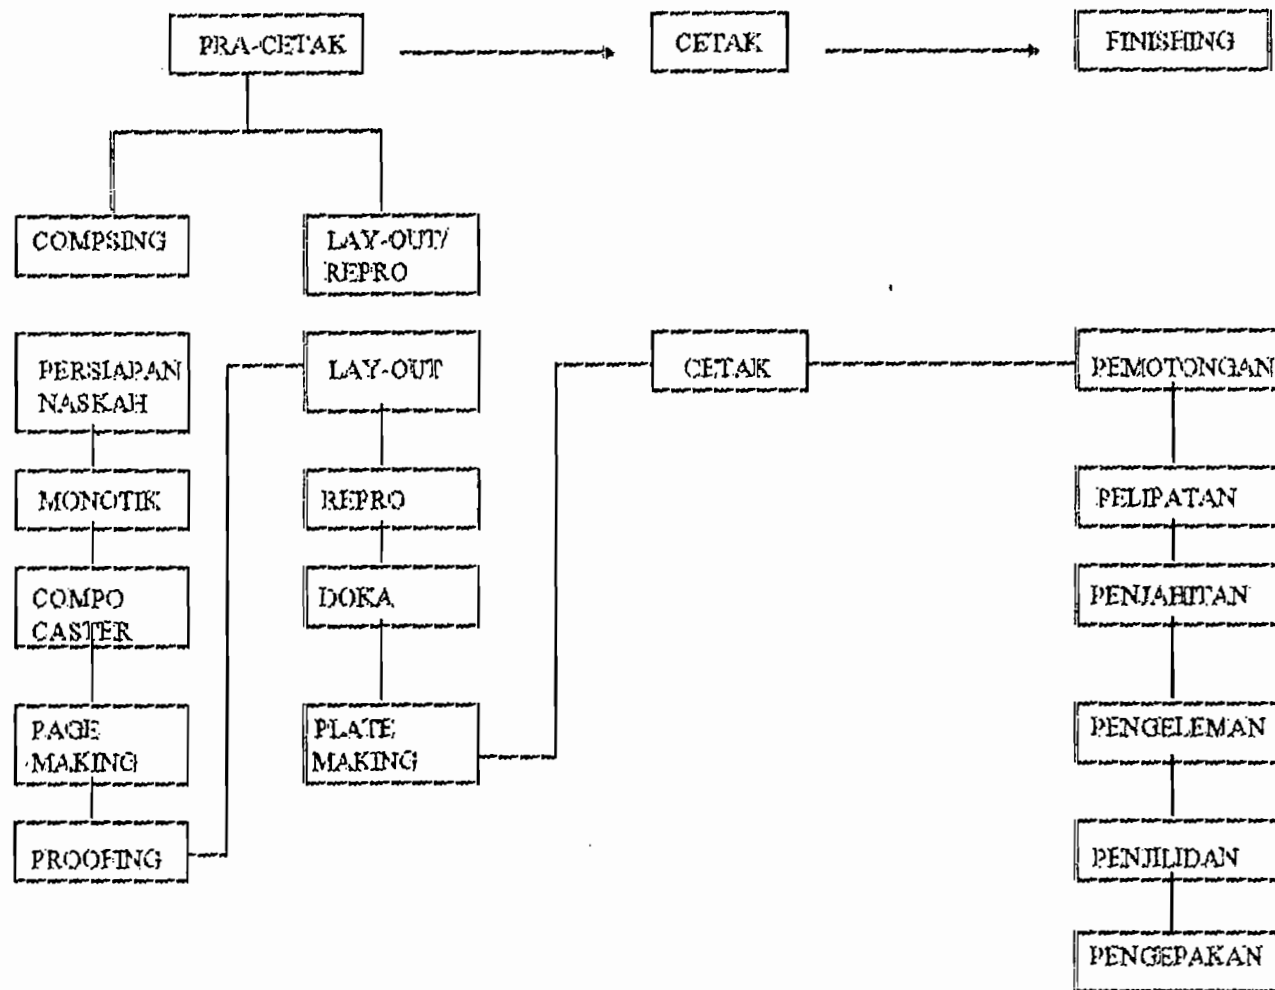 PRA-CETAK
CETAK
FINISHING
COMPSING
LAY-OUT/
REPRO
PERSIAPAN
NASKAH
MONOTIK
COMPO
CASTER
PAGE
MAKING
PROOFING
LAY-OUT
REPRO
DOKA
PLATE
MAKING
CETAK
PEMOTONGAN
PELIPATAN
PENJAHITAN
PENGELEMAN
PENJILIDAN
PENGEPAKAN